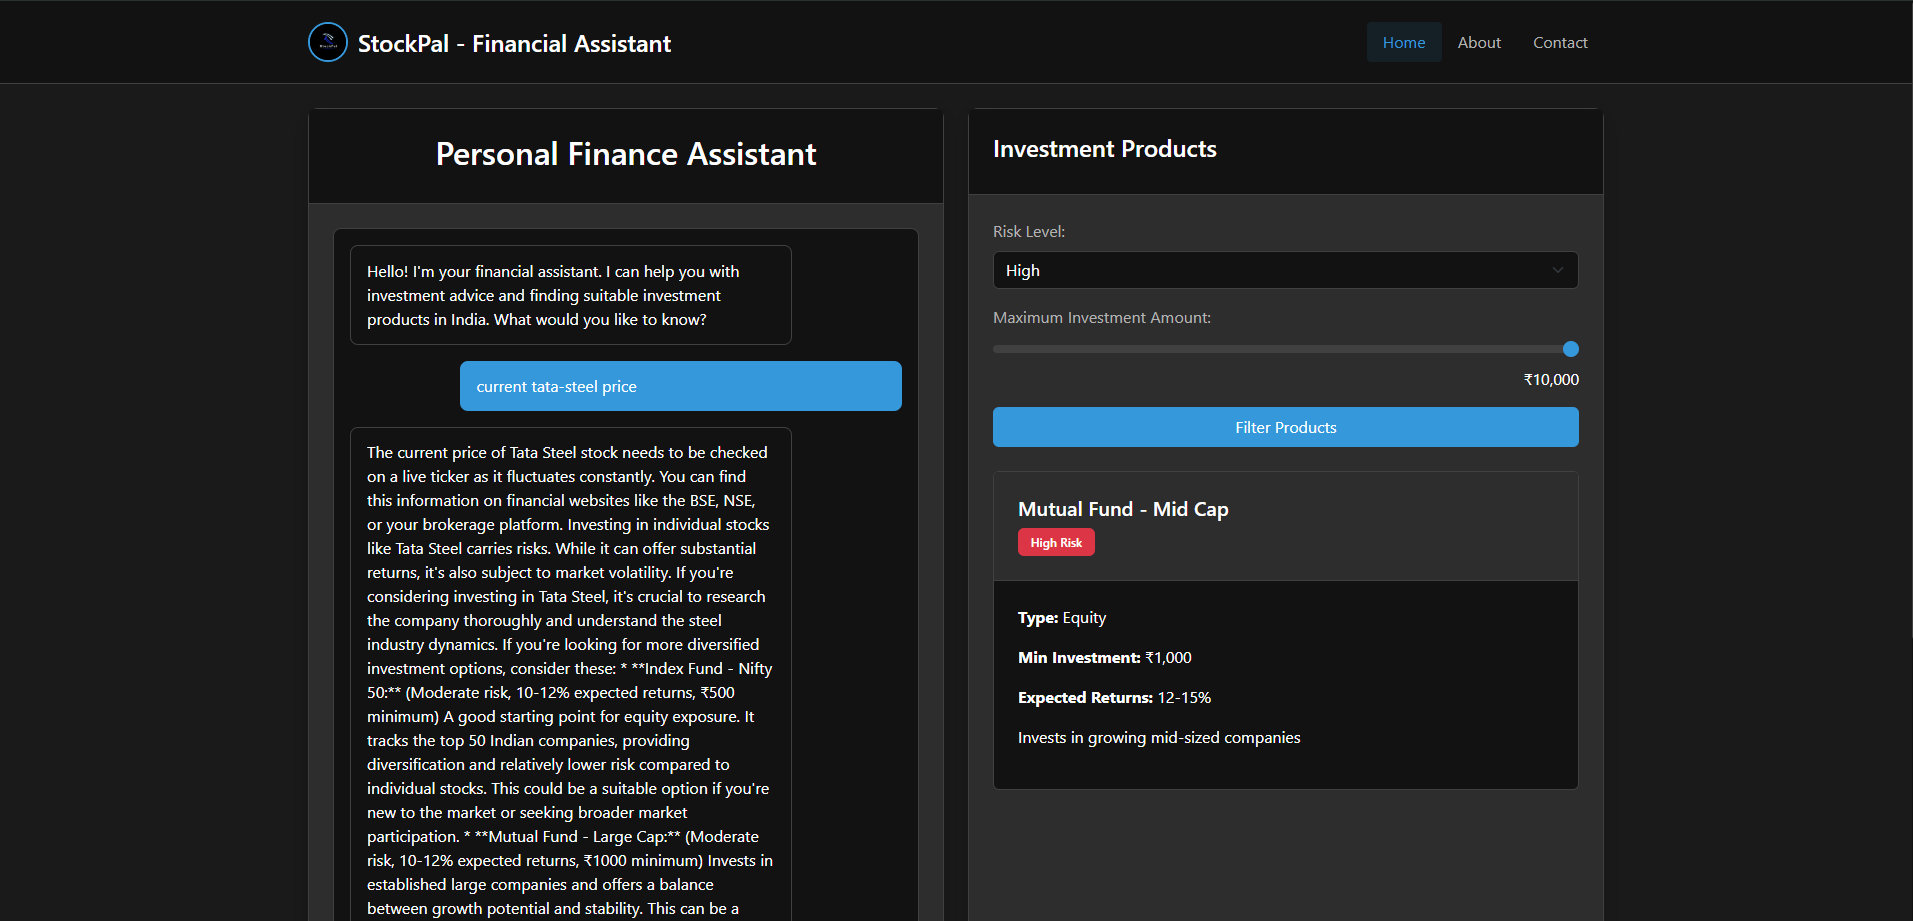 StockPal - Financial Assistant
Home
About
Contact
Personal Finance Assistant
Hello! I'm your financial assistant. I can help you with
investment advice and finding suitable investment
products in India. What would you like to know?
current tata-steel price
The current price of Tata Steel stock needs to be checked
on a live ticker as it fluctuates constantly. You can find
this information on financial websites like the BSE, NSE,
or your brokerage platform. Investing in individual stocks
like Tata Steel carries risks. While it can offer substantial
returns, it's also subject to market volatility. If you're
considering investing in Tata Steel, it's crucial to research
the company thoroughly and understand the steel
industry dynamics. If you're looking for more diversified
investment options, consider these: * **Index Fund - Nifty
50:** (Moderate risk, 10-12% expected returns, ₹500
minimum) A good starting point for equity exposure. It
tracks the top 50 Indian companies, providing
diversification and relatively lower risk compared to
individual stocks. This could be a suitable option if you're
new to the market or seeking broader market
participation. * **Mutual Fund - Large Cap:** (Moderate
risk, 10-12% expected returns, ₹1000 minimum) Invests in
established large companies and offers a balance
between growth potential and stability. This can be a
Investment Products
Risk Level:
High
Maximum Investment Amount:
₹10,000
Filter Products
Mutual Fund - Mid Cap
High Risk
Type: Equity
Min Investment: ₹1,000
Expected Returns: 12-15%
Invests in growing mid-sized companies